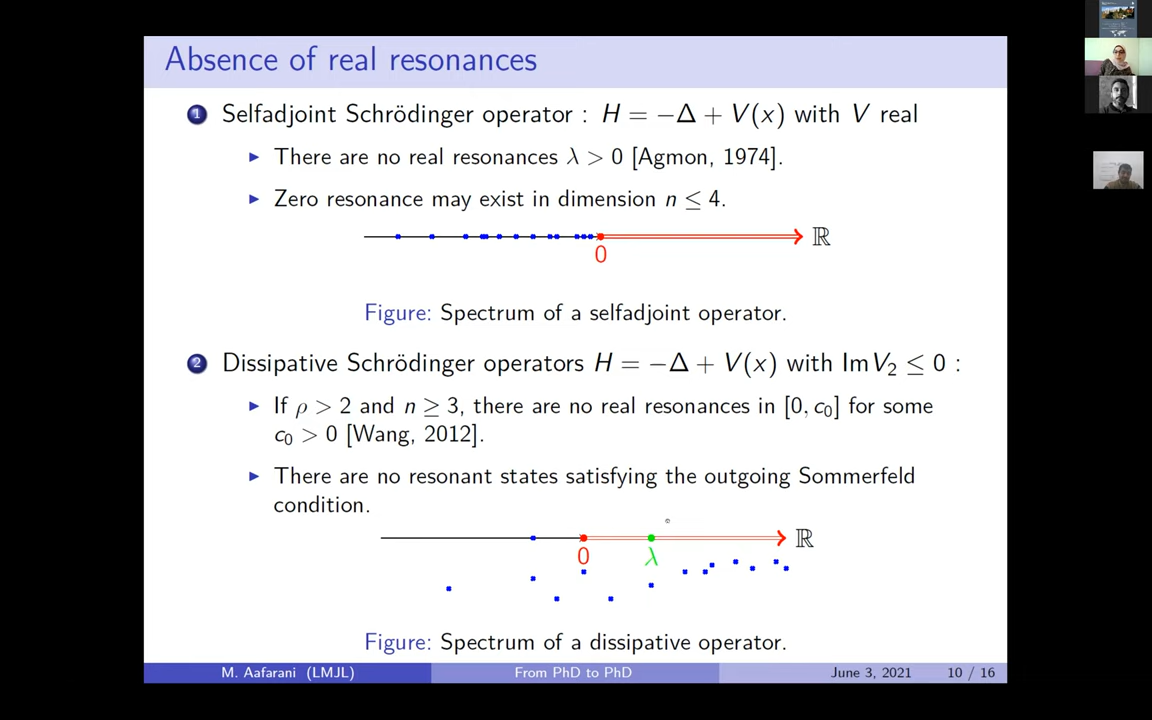 Absence of real resonances
1 Selfadjoint Schrödinger operator : H = −Δ + V(x) with V real
▶ There are no real resonances λ > 0 [Agmon, 1974].
▶ Zero resonance may exist in dimension n ≤ 4.
ℝ
0
Figure: Spectrum of a selfadjoint operator.
2 Dissipative Schrödinger operators H = −Δ + V(x) with Im V₂ ≤ 0 :
▶ If ρ > 2 and n ≥ 3, there are no real resonances in [0, c₀] for some
c₀ > 0 [Wang, 2012].
▶ There are no resonant states satisfying the outgoing Sommerfeld
condition.
ℝ
0 λ
Figure: Spectrum of a dissipative operator.
M. Aafarani (LMJL) From PhD to PhD June 3, 2021 10 / 16